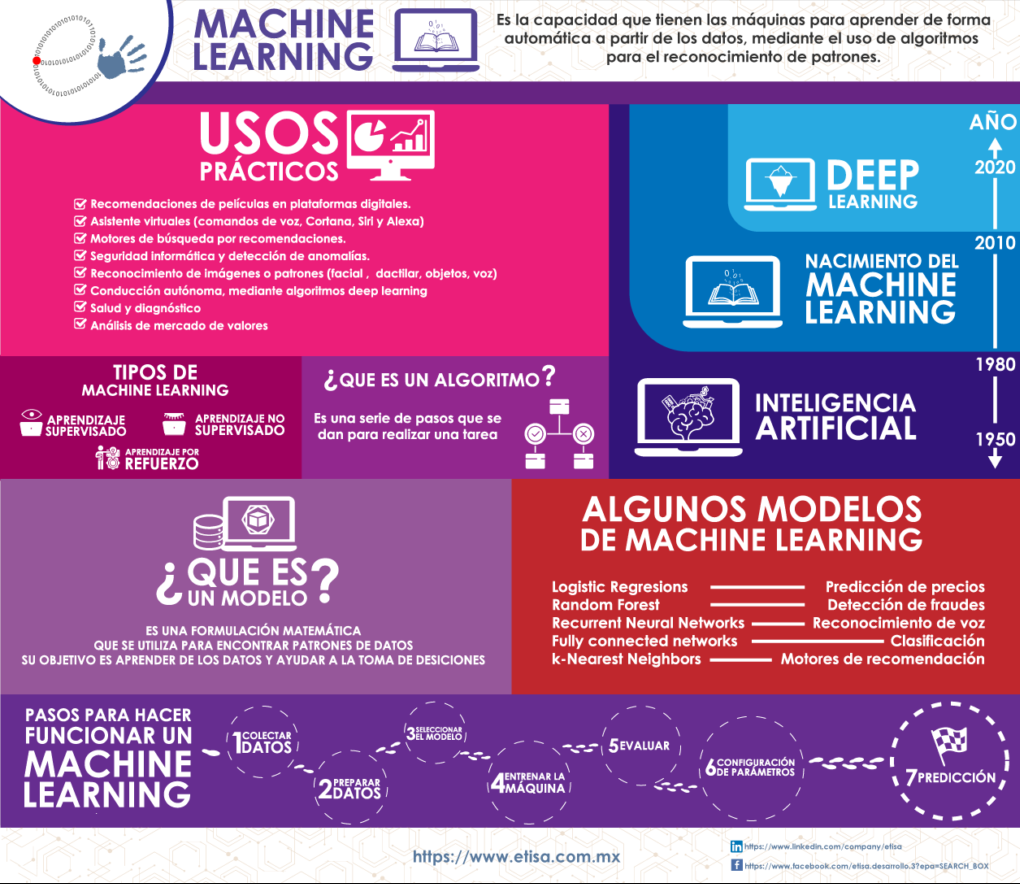 MACHINE
LEARNING
Es la capacidad que tienen las máquinas para aprender de forma
automática a partir de los datos, mediante el uso de algoritmos
para el reconocimiento de patrones.
USOS
PRÁCTICOS
Recomendaciones de películas en plataformas digitales.
Asistente virtuales (comandos de voz, Cortana, Siri y Alexa)
Motores de búsqueda por recomendaciones.
Seguridad informática y detección de anomalías.
Reconocimiento de imágenes o patrones (facial , dactilar, objetos, voz)
Conducción autónoma, mediante algoritmos deep learning
Salud y diagnóstico
Análisis de mercado de valores
AÑO
2020
DEEP
LEARNING
2010
NACIMIENTO DEL
MACHINE
LEARNING
1980
INTELIGENCIA
ARTIFICIAL
1950
TIPOS DE
MACHINE LEARNING
APRENDIZAJE
SUPERVISADO
APRENDIZAJE NO
SUPERVISADO
APRENDIZAJE POR
REFUERZO
¿QUE ES UN ALGORITMO?
Es una serie de pasos que se
dan para realizar una tarea
¿QUE ES
UN MODELO?
ES UNA FORMULACIÓN MATEMÁTICA
QUE SE UTILIZA PARA ENCONTRAR PATRONES DE DATOS
SU OBJETIVO ES APRENDER DE LOS DATOS Y AYUDAR A LA TOMA DE DESICIONES
ALGUNOS MODELOS
DE MACHINE LEARNING
Logistic Regresions Predicción de precios
Random Forest Detección de fraudes
Recurrent Neural Networks Reconocimiento de voz
Fully connected networks Clasificación
k-Nearest Neighbors Motores de recomendación
PASOS PARA HACER
FUNCIONAR UN
MACHINE
LEARNING
1 COLECTAR
DATOS
2 PREPARAR
DATOS
3 SELECCIONAR
EL MODELO
4 ENTRENAR LA
MÁQUINA
5 EVALUAR
6 CONFIGURACIÓN
DE PARÁMETROS
7 PREDICCIÓN
https://www.etisa.com.mx
https://www.linkedin.com/company/etisa
https://www.facebook.com/etisa.desarrollo.3?epa=SEARCH_BOX